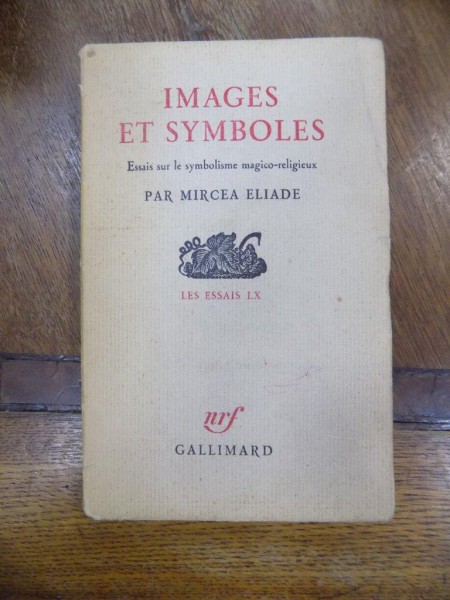 IMAGES
ET SYMBOLES
Essais sur le symbolisme magico-religieux
PAR MIRCEA ELIADE
LES ESSAIS LX
nrf
GALLIMARD